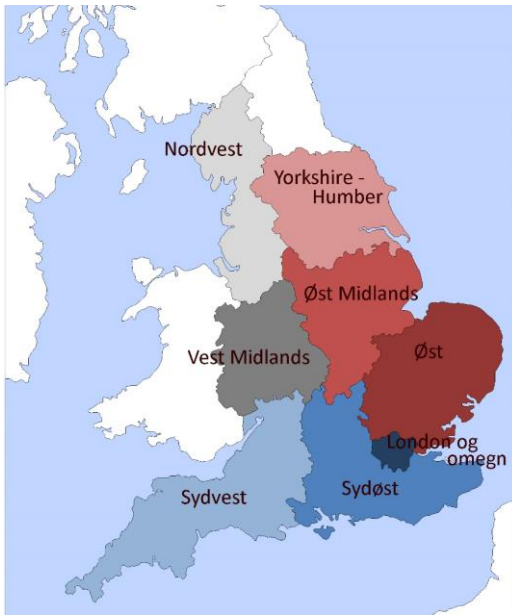 Nordvest
Yorkshire -
Humber
Øst Midlands
Vest Midlands
Øst
London og
omegn
Sydvest
Sydøst